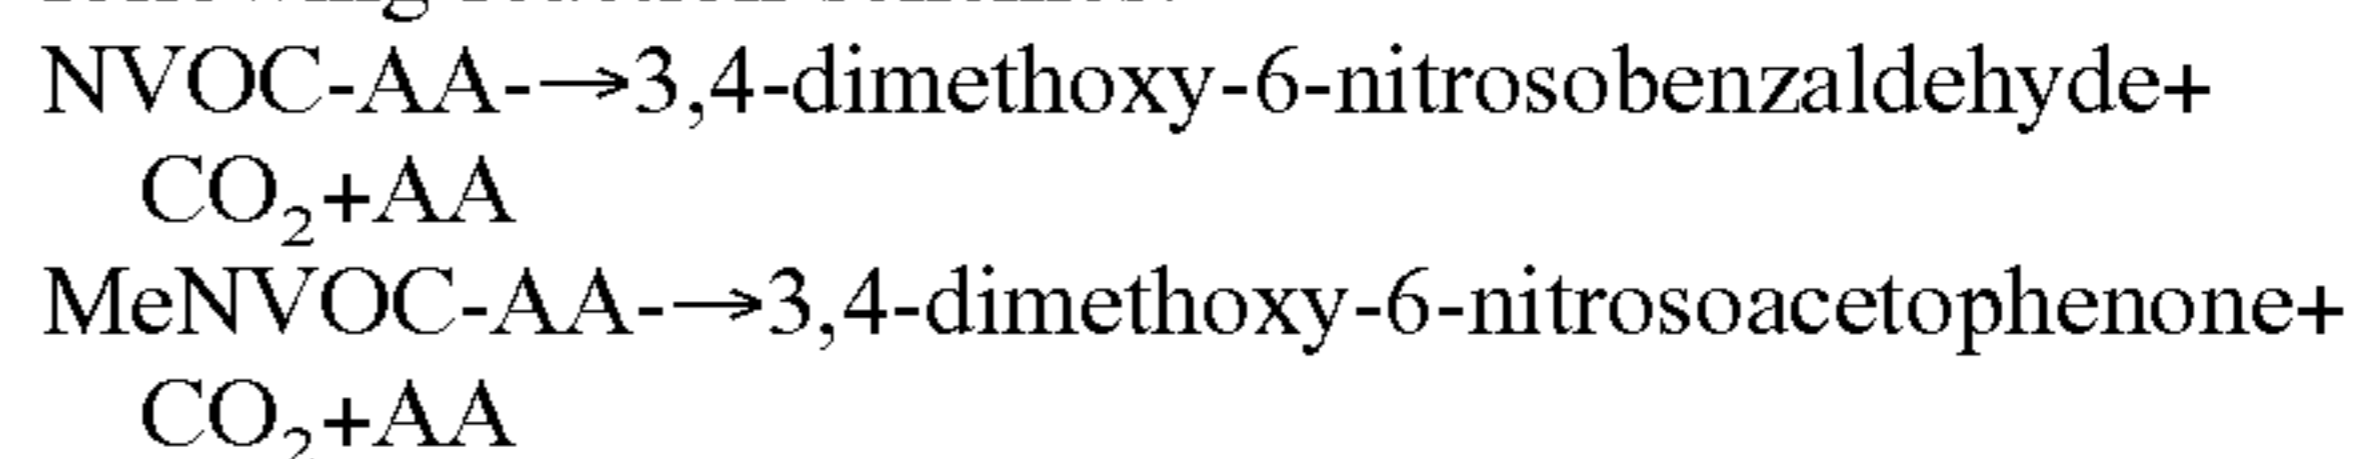 NVOC-AA-→3,4-dimethoxy-6-nitrosobenzaldehyde+
CO₂+AA
MeNVOC-AA-→3,4-dimethoxy-6-nitrosoacetophenone+
CO₂+AA